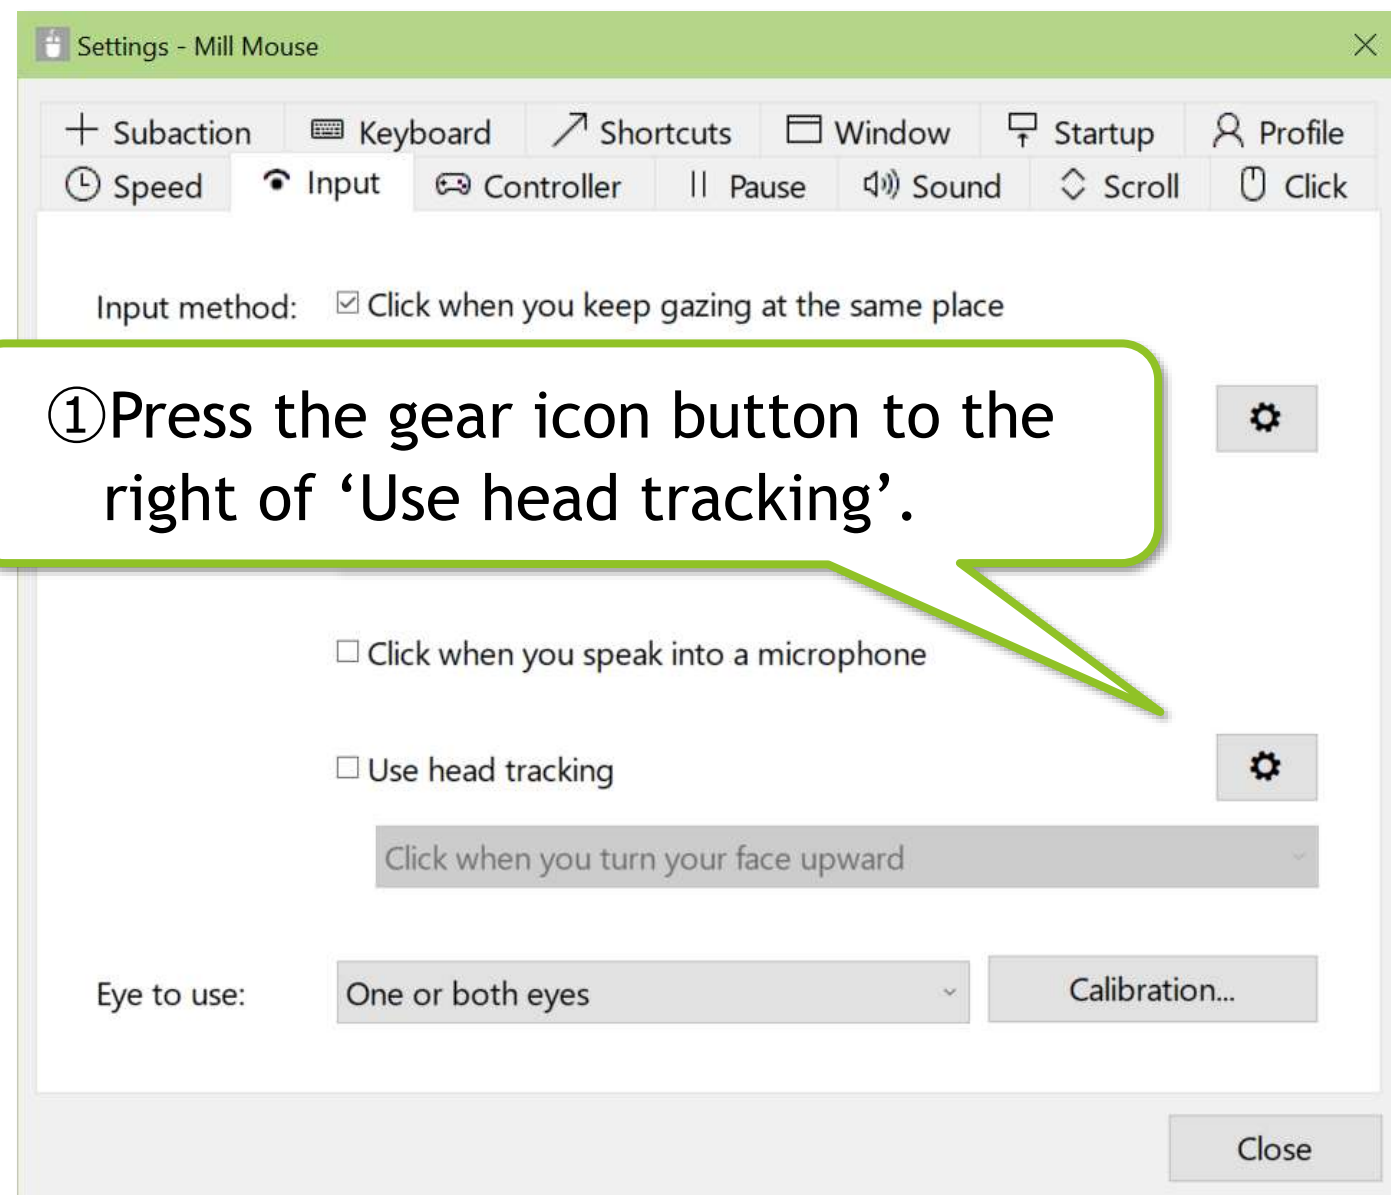 Settings - Mill Mouse
Subaction Keyboard Shortcuts Window Startup Profile
Speed Input Controller Pause Sound Scroll Click
Input method: Click when you keep gazing at the same place
①Press the gear icon button to the
right of ‘Use head tracking’.
Click when you speak into a microphone
Use head tracking
Click when you turn your face upward
Eye to use: One or both eyes Calibration...
Close